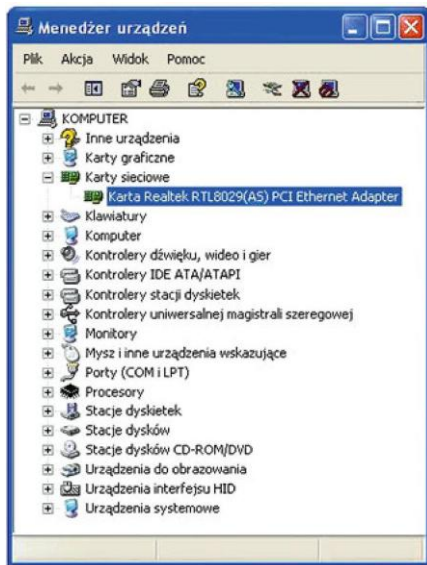 Menedżer urządzeń
Plik Akcja Widok Pomoc
KOMPUTER
Inne urządzenia
Karty graficzne
Karty sieciowe
Karta Realtek RTL8029(AS) PCI Ethernet Adapter
Klawiatury
Komputer
Kontrolery dźwięku, wideo i gier
Kontrolery IDE ATA/ATAPI
Kontrolery stacji dyskietek
Kontrolery uniwersalnej magistrali szeregowej
Monitory
Mysz i inne urządzenia wskazujące
Porty (COM i LPT)
Procesory
Stacje dyskietek
Stacje dysków
Stacje dysków CD-ROM/DVD
Urządzenia do obrazowania
Urządzenia interfejsu HID
Urządzenia systemowe